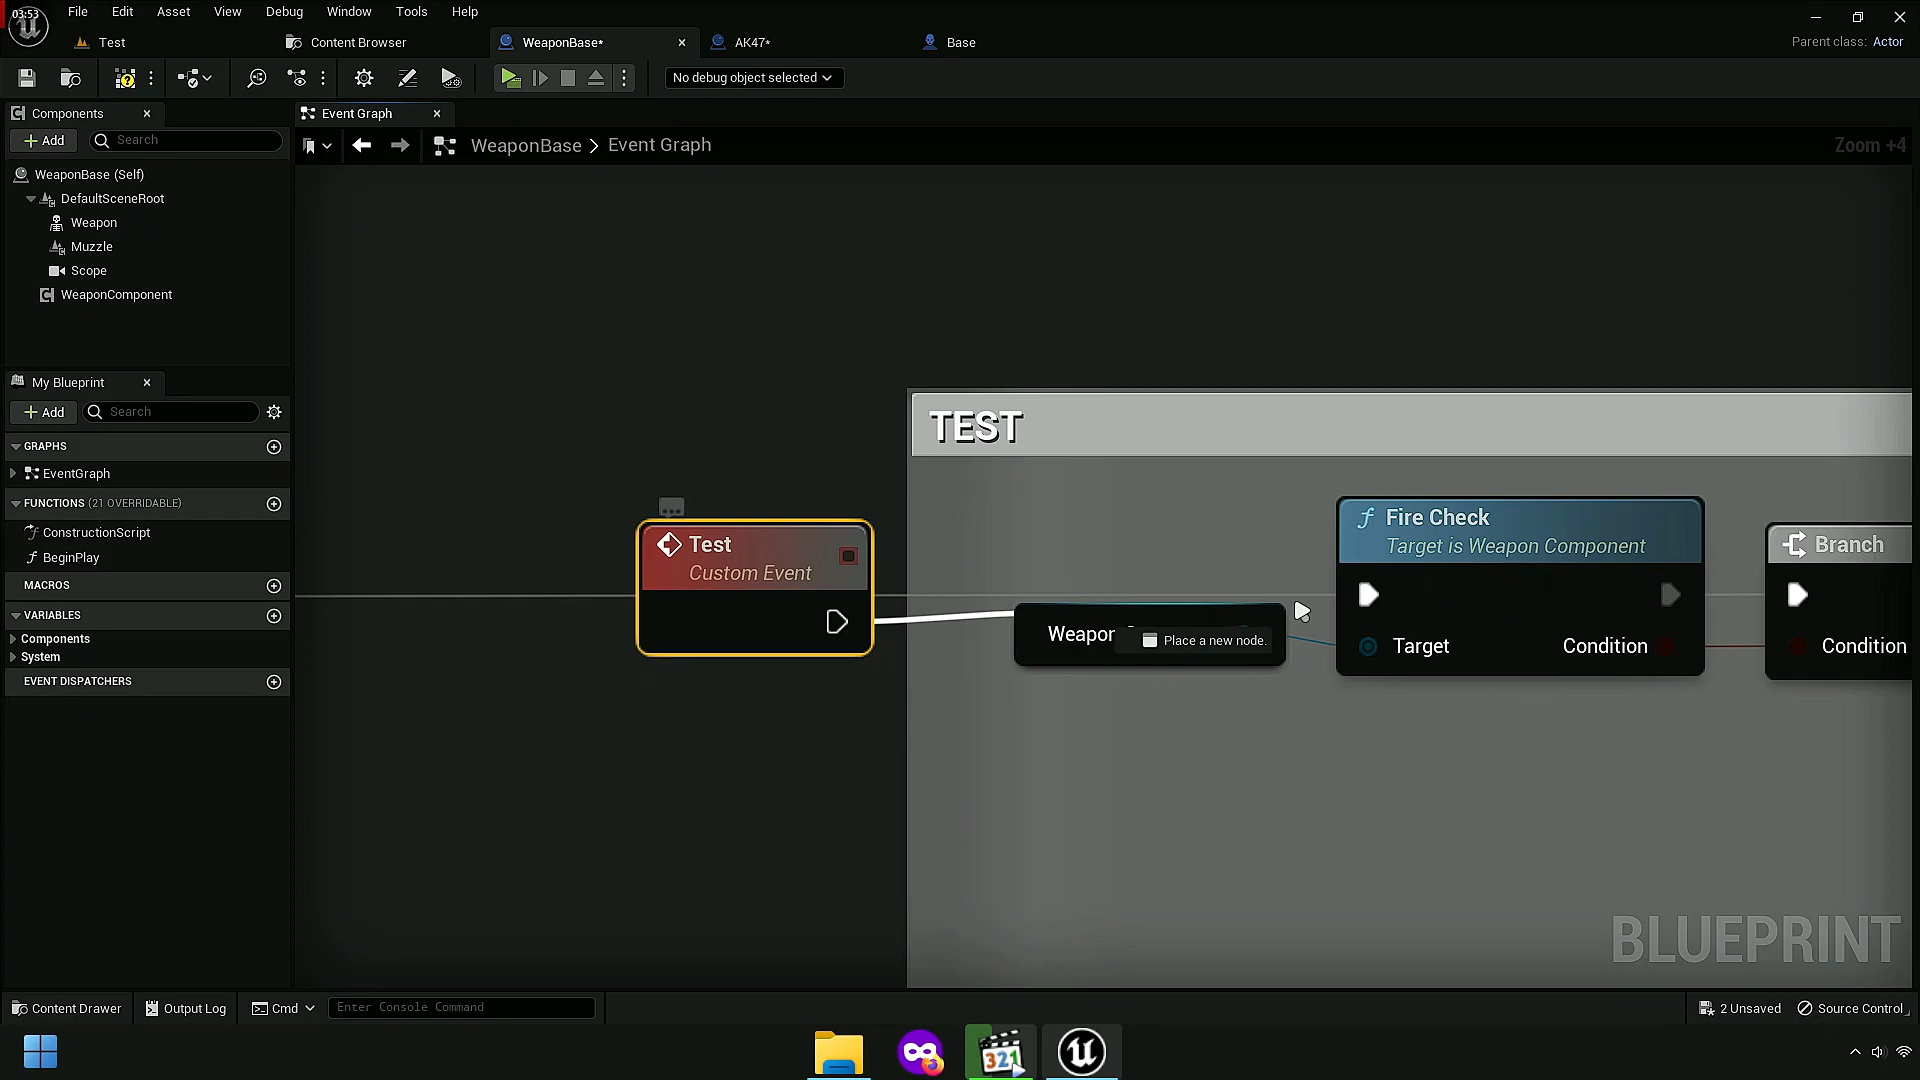 03:53
File Edit Asset View Debug Window Tools Help
Test
Content Browser
WeaponBase*
AK47*
Base
Parent class: Actor
No debug object selected
Components
Event Graph
Add
Search
WeaponBase > Event Graph
Zoom +4
WeaponBase (Self)
DefaultSceneRoot
Weapon
Muzzle
Scope
WeaponComponent
My Blueprint
Add
Search
GRAPHS
EventGraph
FUNCTIONS (21 OVERRIDABLE)
ConstructionScript
BeginPlay
MACROS
VARIABLES
Components
System
EVENT DISPATCHERS
TEST
Test
Custom Event
Weapon
Place a new node.
Fire Check
Target is Weapon Component
Target
Condition
Branch
Condition
BLUEPRINT
Content Drawer
Output Log
Cmd
Enter Console Command
2 Unsaved
Source Control
321